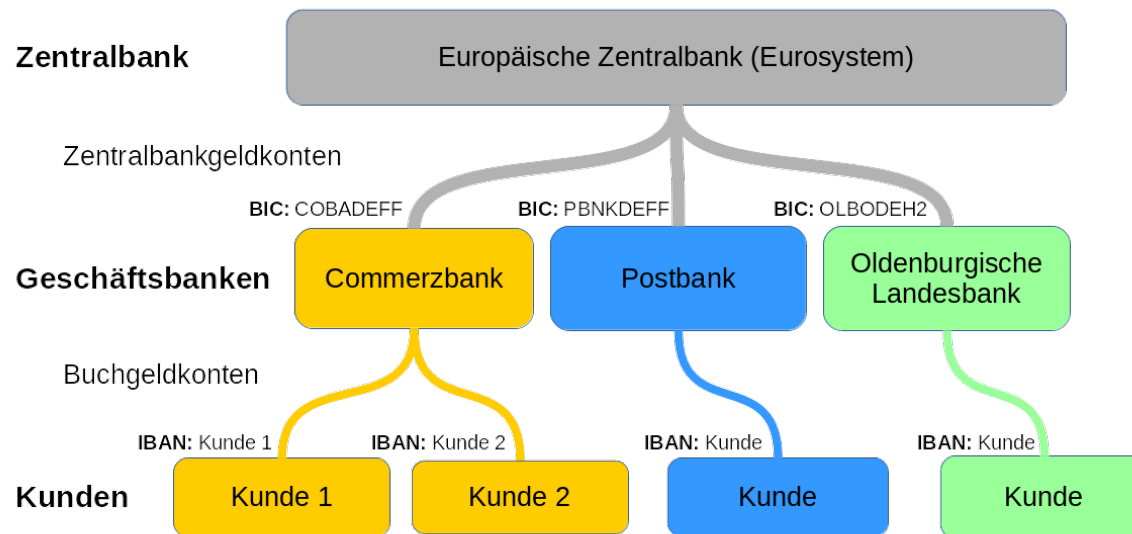 Zentralbank
Europäische Zentralbank (Eurosystem)
Zentralbankgeldkonten
BIC: COBADEFF
BIC: PBNKDEFF
BIC: OLBODEH2
Geschäftsbanken
Commerzbank
Postbank
Oldenburgische
Landesbank
Buchgeldkonten
IBAN: Kunde 1
IBAN: Kunde 2
IBAN: Kunde
IBAN: Kunde
Kunden
Kunde 1
Kunde 2
Kunde
Kunde